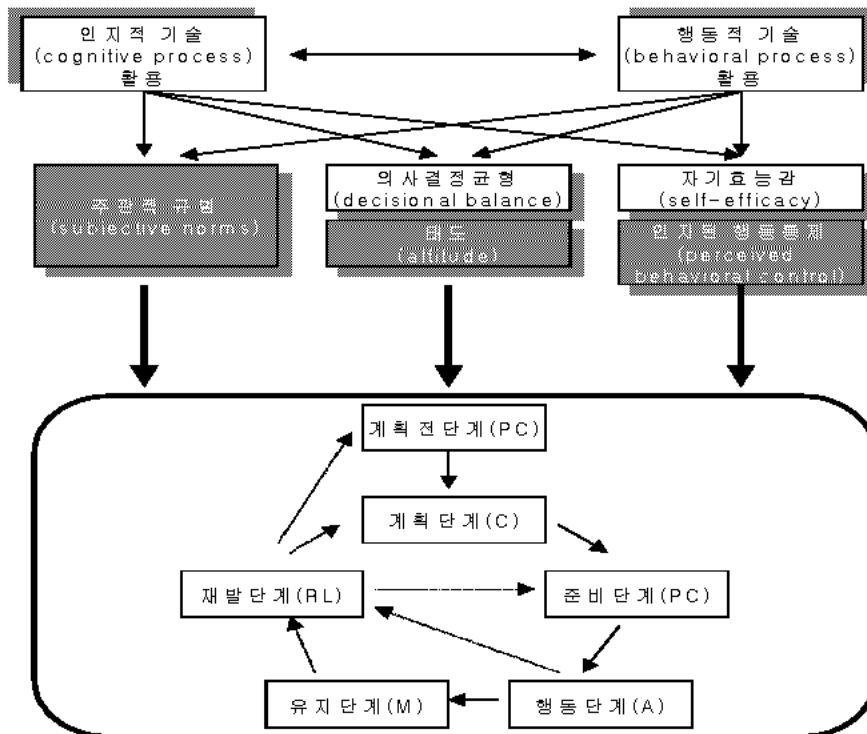 인지적 기술
(cognitive process)
활용
행동적 기술
(behavioral process)
활용
주관적 규범
(subjective norms)
의사결정균형
(decisional balance)
태도
(altitude)
자기효능감
(self-efficacy)
인지된 행동통제
(perceived
behavioral control)
계획전단계(PC)
계획단계(C)
재발단계(RL)
준비단계(PC)
유지단계(M)
행동단계(A)